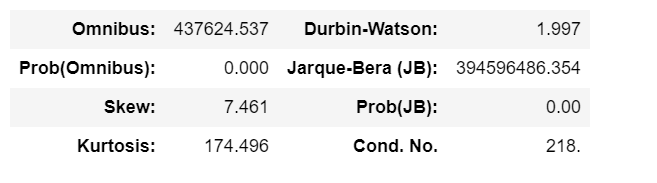 Omnibus: 437624.537 Durbin-Watson: 1.997
Prob(Omnibus): 0.000 Jarque-Bera (JB): 394596486.354
Skew: 7.461 Prob(JB): 0.00
Kurtosis: 174.496 Cond. No. 218.